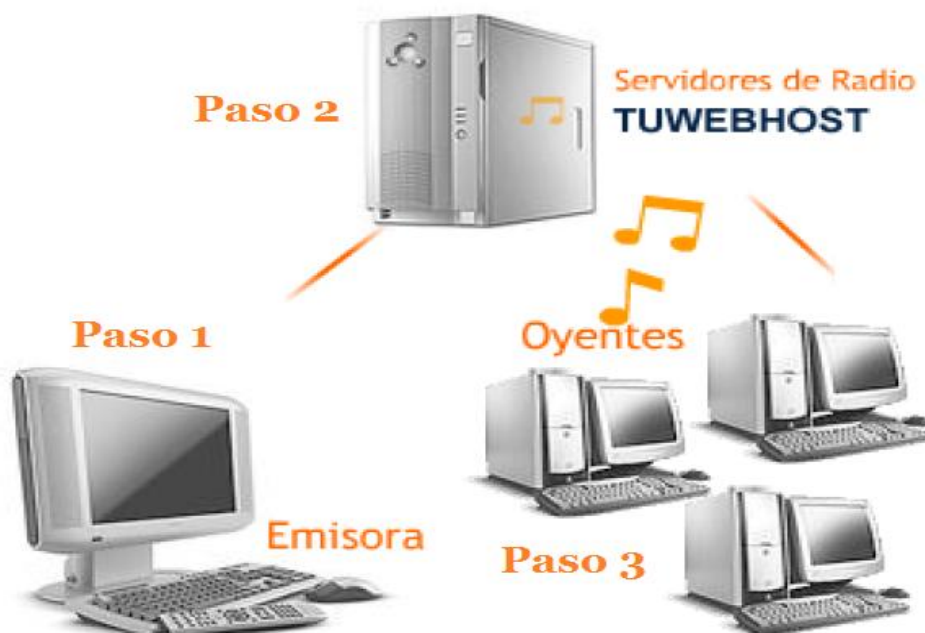 Paso 2
Servidores de Radio
TUWEBHOST
Paso 1
Oyentes
Emisora
Paso 3